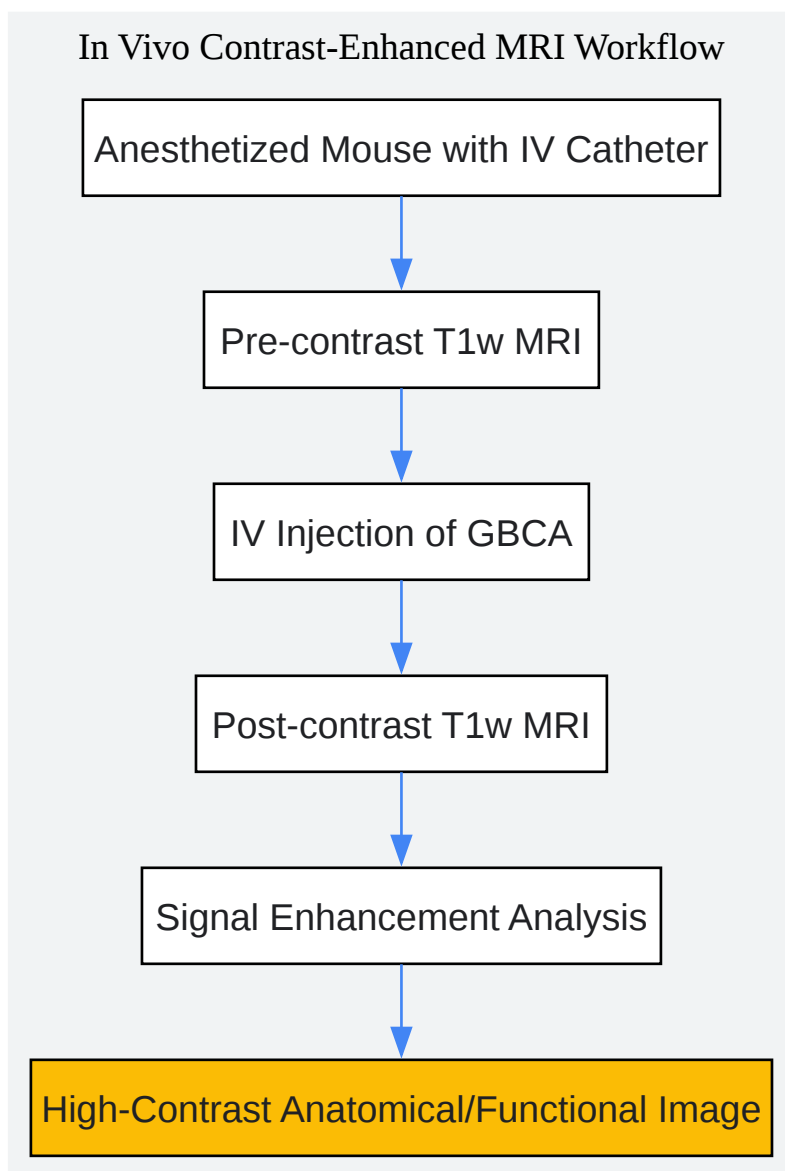 In Vivo Contrast-Enhanced MRI Workflow
Anesthetized Mouse with IV Catheter
Pre-contrast T1w MRI
IV Injection of GBCA
Post-contrast T1w MRI
Signal Enhancement Analysis
High-Contrast Anatomical/Functional Image